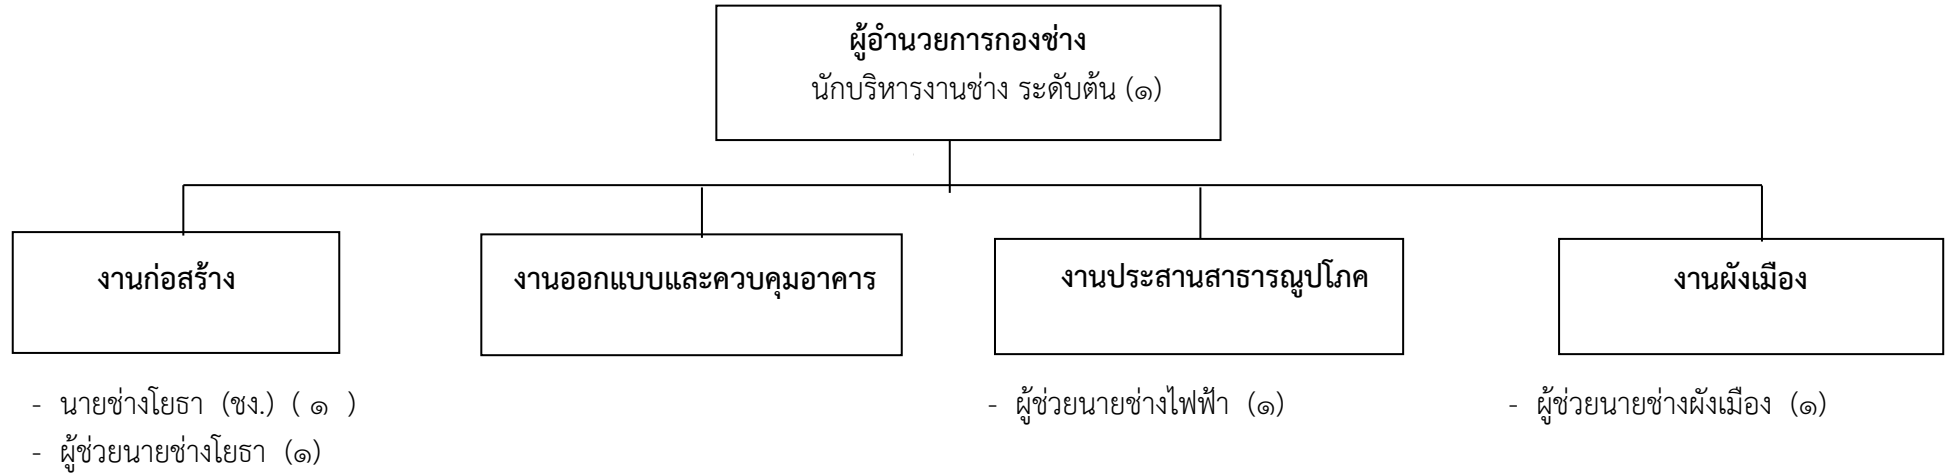 ผู้อำนวยการกองช่าง
นักบริหารงานช่าง ระดับต้น (๑)
งานก่อสร้าง
งานออกแบบและควบคุมอาคาร
งานประสานสาธารณูปโภค
งานผังเมือง
- นายช่างโยธา (ชง.) ( ๑ )
- ผู้ช่วยนายช่างโยธา (๑)
- ผู้ช่วยนายช่างไฟฟ้า (๑)
- ผู้ช่วยนายช่างผังเมือง (๑)